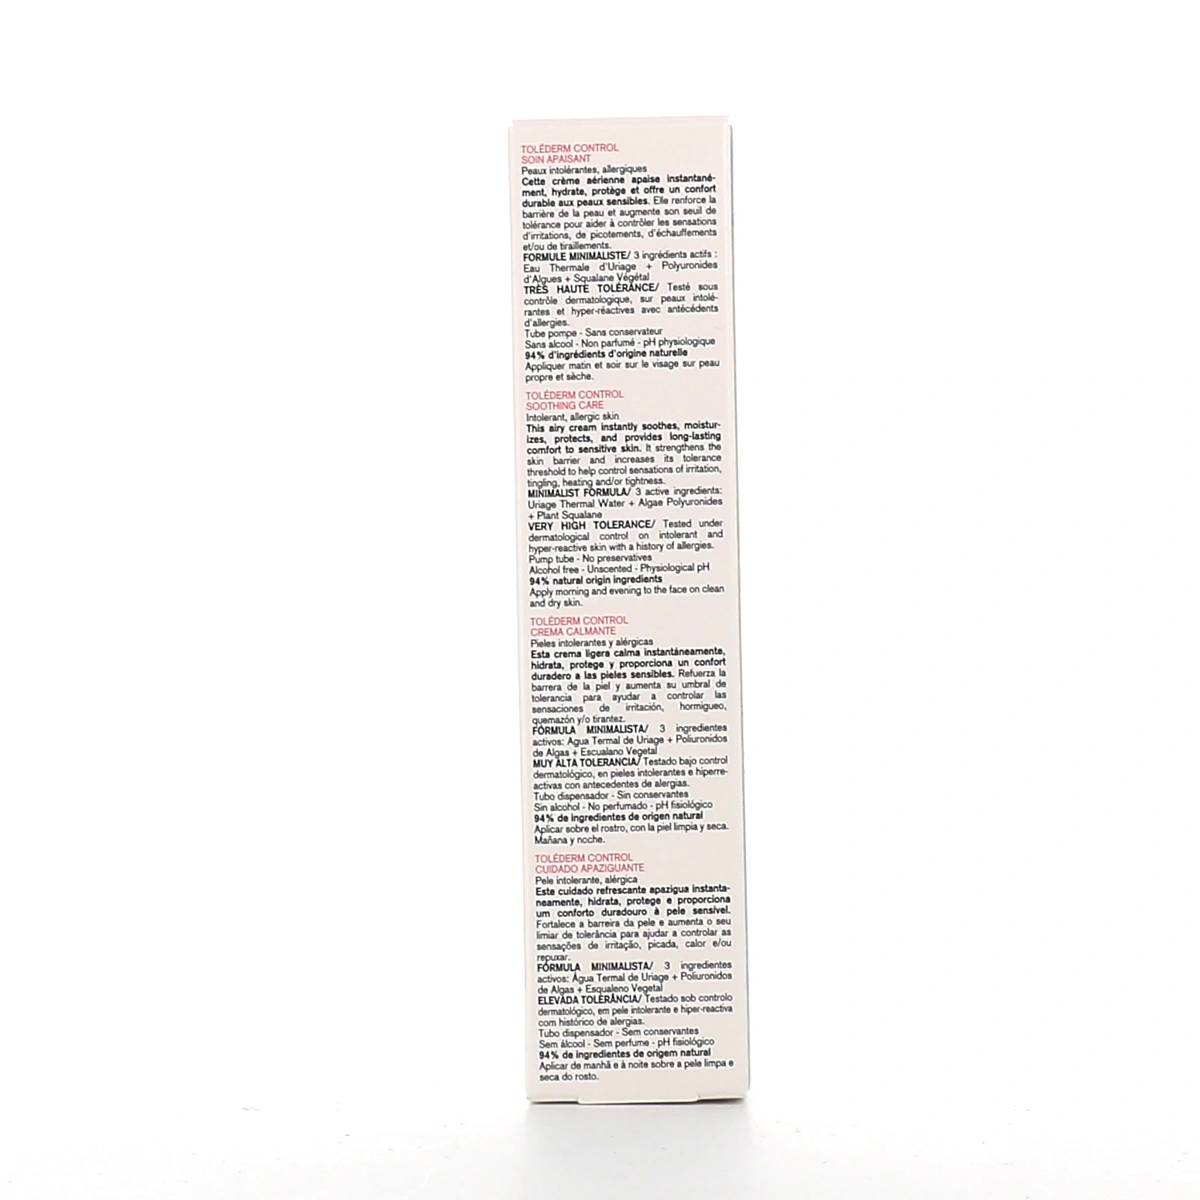 TOLÉDERM CONTROL
SOIN APAISANT
Peaux intolérantes, allergiques
Cette crème aérienne apaise instantané-
ment, hydrate, protège et offre un confort
durable aux peaux sensibles. Elle renforce la
barrière de la peau et augmente son seuil de
tolérance pour aider à contrôler les sensations
d'irritations, de picotements, d'échauffements
et/ou de tiraillements.
FORMULE MINIMALISTE/ 3 ingrédients actifs :
Eau Thermale d'Uriage + Polyuronides
d'Algues + Squalane Végétal
TRÈS HAUTE TOLÉRANCE/ Testé sous
contrôle dermatologique, sur peaux intolé-
rantes et hyper-réactives avec antécédents
d'allergies.
Tube pompe - Sans conservateur
Sans alcool - Non parfumé - pH physiologique
94% d'ingrédients d'origine naturelle
Appliquer matin et soir sur le visage sur peau
propre et sèche.
TOLÉDERM CONTROL
SOOTHING CARE
Intolerant, allergic skin
This airy cream instantly soothes, moistur-
izes, protects, and provides long-lasting
comfort to sensitive skin. It strengthens the
skin barrier and increases its tolerance
threshold to help control sensations of irritation,
tingling, heating and/or tightness.
MINIMALIST FORMULA/ 3 active ingredients:
Uriage Thermal Water + Algae Polyuronides
+ Plant Squalane
VERY HIGH TOLERANCE/ Tested under
dermatological control on intolerant and
hyper-reactive skin with a history of allergies.
Pump tube - No preservatives
Alcohol free - Unscented - Physiological pH
94% natural origin ingredients
Apply morning and evening to the face on clean
and dry skin.
TOLÉDERM CONTROL
CREMA CALMANTE
Pieles intolerantes y alérgicas
Esta crema ligera calma instantáneamente,
hidrata, protege y proporciona un confort
duradero a las pieles sensibles. Refuerza la
barrera de la piel y aumenta su umbral de
tolerancia para ayudar a controlar las
sensaciones de irritación, hormigueo,
quemazón y/o tirantez.
FÓRMULA MINIMALISTA/ 3 ingredientes
activos: Agua Termal de Uriage + Poliuronidos
de Algas + Escualano Vegetal
MUY ALTA TOLERANCIA/ Testado bajo control
dermatológico, en pieles intolerantes e hiperre-
activas con antecedentes de alergias.
Tubo dispensador - Sin conservantes
Sin alcohol - No perfumado - pH fisiológico
94% de ingredientes de origen natural
Aplicar sobre el rostro, con la piel limpia y seca.
Mañana y noche.
TOLÉDERM CONTROL
CUIDADO APAZIGUANTE
Pele intolerante, alérgica
Este cuidado refrescante apazigua instanta-
neamente, hidrata, protege e proporciona
um conforto duradouro à pele sensível.
Fortalece a barreira da pele e aumenta o seu
limiar de tolerância para ajudar a controlar as
sensações de irritação, picada, calor e/ou
repuxar.
FÓRMULA MINIMALISTA/ 3 ingredientes
activos: Água Termal de Uriage + Poliuronidos
de Algas + Esqualeno Vegetal
ELEVADA TOLERÂNCIA/ Testado sob controlo
dermatológico, em pele intolerante e hiper-reactiva
com histórico de alergias.
Tubo dispensador - Sem conservantes
Sem álcool - Sem perfume - pH fisiológico
94% de ingredientes de origem natural
Aplicar de manhã e à noite sobre a pele limpa e
seca do rosto.